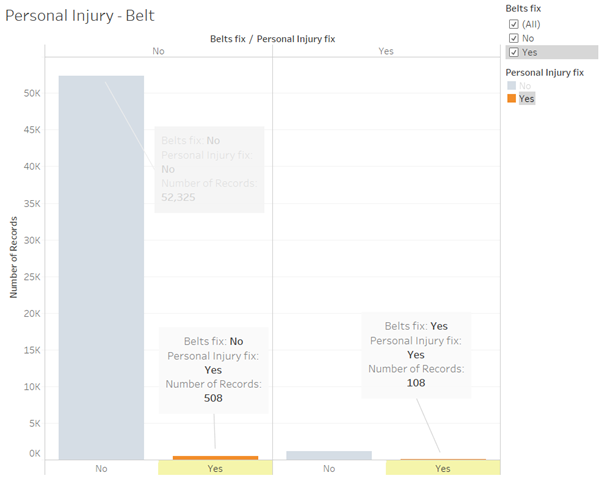 Personal Injury - Belt
Belts fix / Personal Injury fix
No
Yes
50K
45K
40K
35K
30K
25K
20K
15K
10K
5K
0K
Number of Records
Belts fix: No
Personal Injury fix:
No
Number of Records:
52,325
Belts fix: No
Personal Injury fix:
Yes
Number of Records:
508
Belts fix: Yes
Personal Injury fix:
Yes
Number of Records:
108
No
Yes
No
Yes
Belts fix
(All)
No
Yes
Personal Injury fix
No
Yes